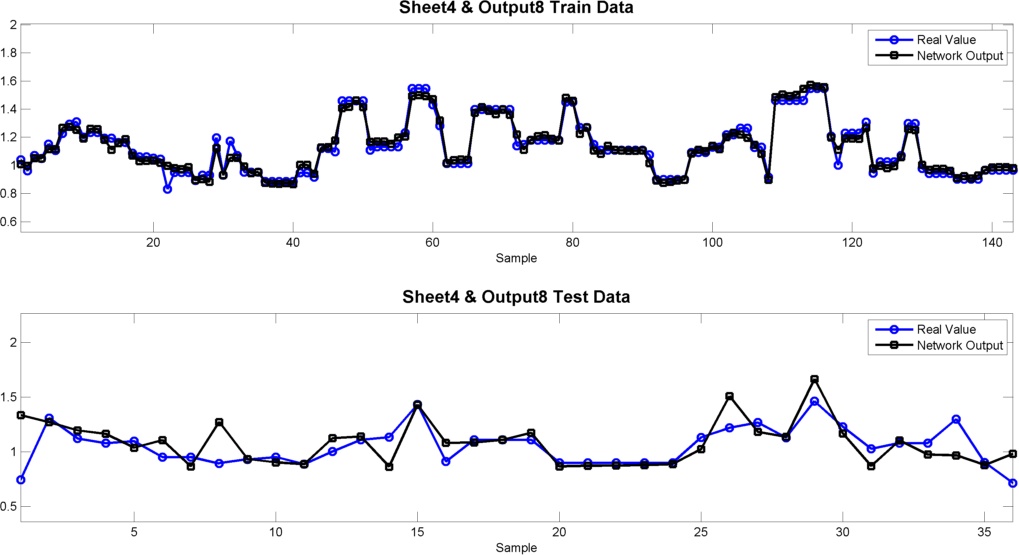 Sheet4 & Output8 Train Data
2
1.8
1.6
1.4
1.2
1
0.8
0.6
Real Value
Network Output
20 40 60 80 100 120 140
Sample
Sheet4 & Output8 Test Data
2
1.5
1
0.5
Real Value
Network Output
5 10 15 20 25 30 35
Sample